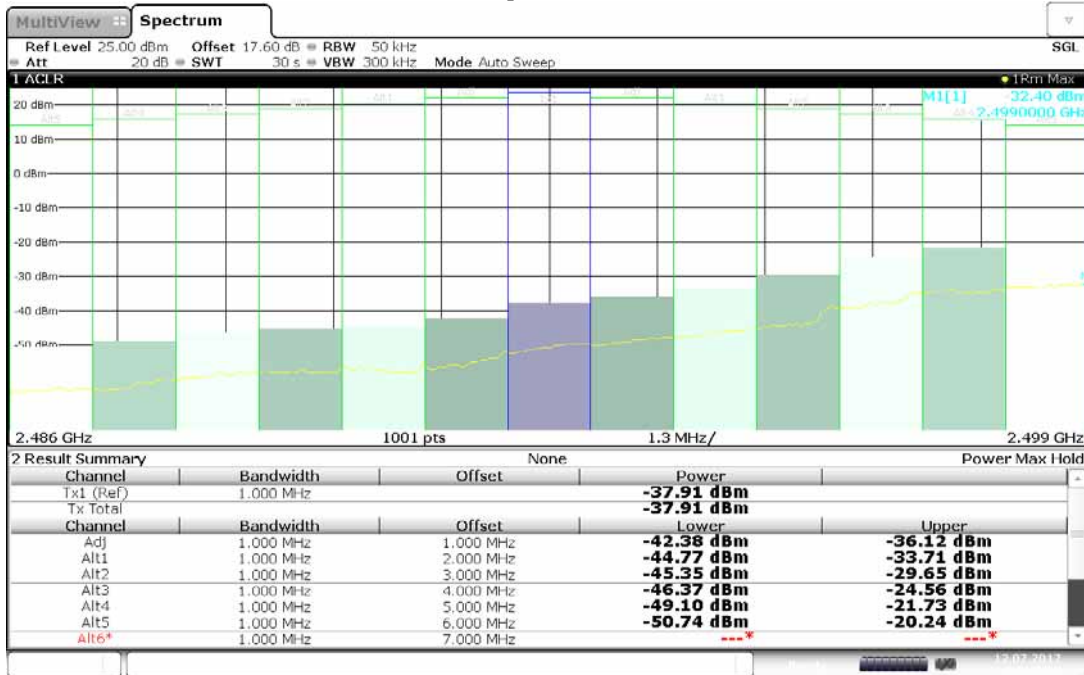 MultiView Spectrum
Ref Level 25.00 dBm Offset 17.60 dB RBW 50 kHz SGL
Att 20 dB SWT 30 s VBW 300 kHz Mode Auto Sweep
1 ACLR 1Rm Max
20 dBm M1[1] -32.40 dBm
2.4990000 GHz
10 dBm
0 dBm
-10 dBm
-20 dBm
-30 dBm
-40 dBm
-50 dBm
2.486 GHz 1001 pts 1.3 MHz/ 2.499 GHz
2 Result Summary None Power Max Hold
Channel Bandwidth Offset Power
Tx1 (Ref) 1.000 MHz -37.91 dBm
Tx Total -37.91 dBm
Channel Bandwidth Offset Lower Upper
Adj 1.000 MHz 1.000 MHz -42.38 dBm -36.12 dBm
Alt1 1.000 MHz 2.000 MHz -44.77 dBm -33.71 dBm
Alt2 1.000 MHz 3.000 MHz -45.35 dBm -29.65 dBm
Alt3 1.000 MHz 4.000 MHz -46.37 dBm -24.56 dBm
Alt4 1.000 MHz 5.000 MHz -49.10 dBm -21.73 dBm
Alt5 1.000 MHz 6.000 MHz -50.74 dBm -20.24 dBm
Alt6* 1.000 MHz 7.000 MHz ---* ---*
12.07.2017